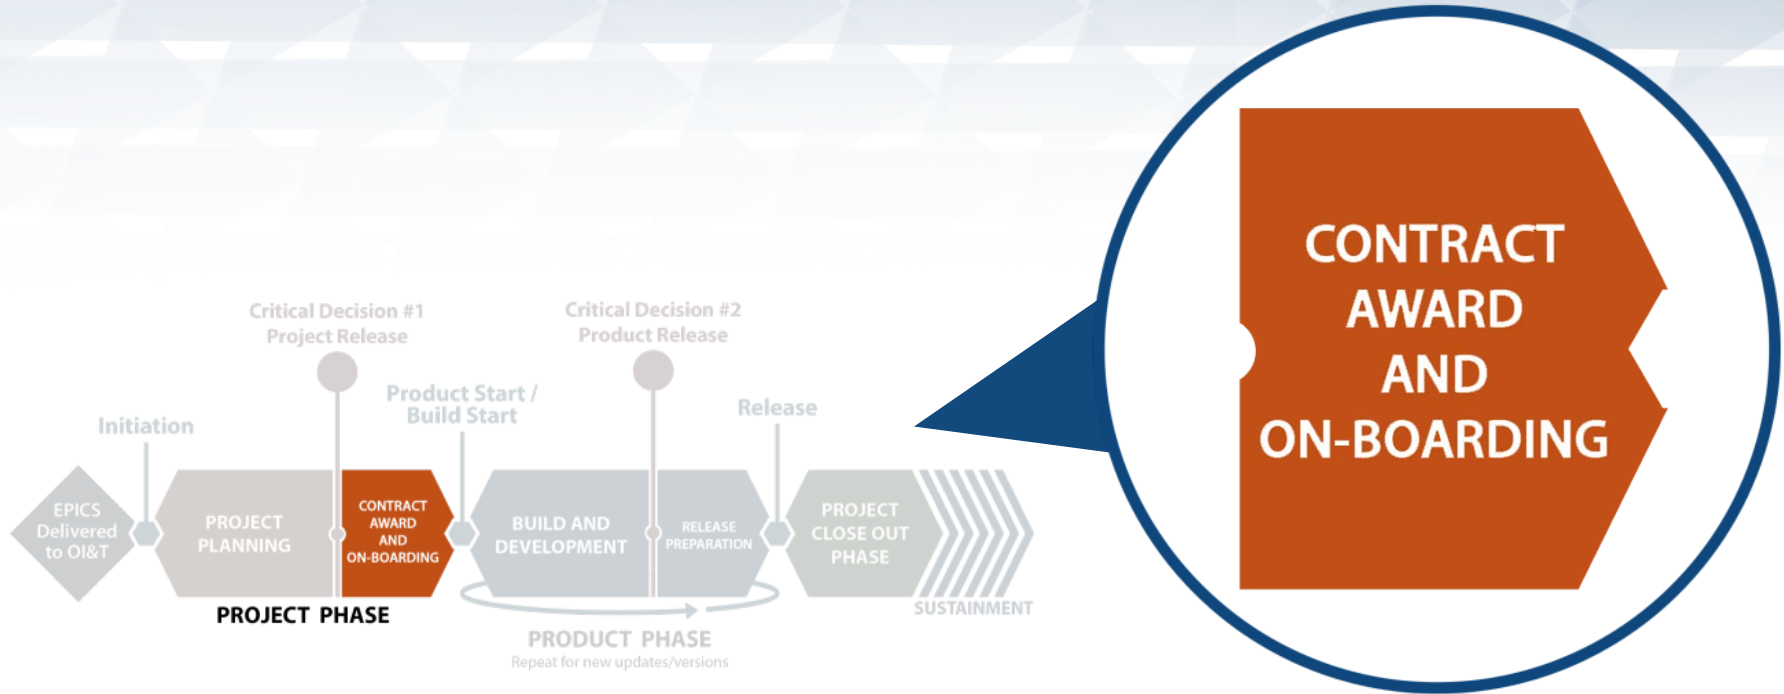 Critical Decision #1
Project Release
Critical Decision #2
Product Release
Initiation
Product Start /
Build Start
Release
EPICS
Delivered
to OI&T
PROJECT
PLANNING
CONTRACT
AWARD
AND
ON-BOARDING
BUILD AND
DEVELOPMENT
RELEASE
PREPARATION
PROJECT
CLOSE OUT
PHASE
SUSTAINMENT
PROJECT PHASE
PRODUCT PHASE
Repeat for new updates/versions
CONTRACT
AWARD
AND
ON-BOARDING